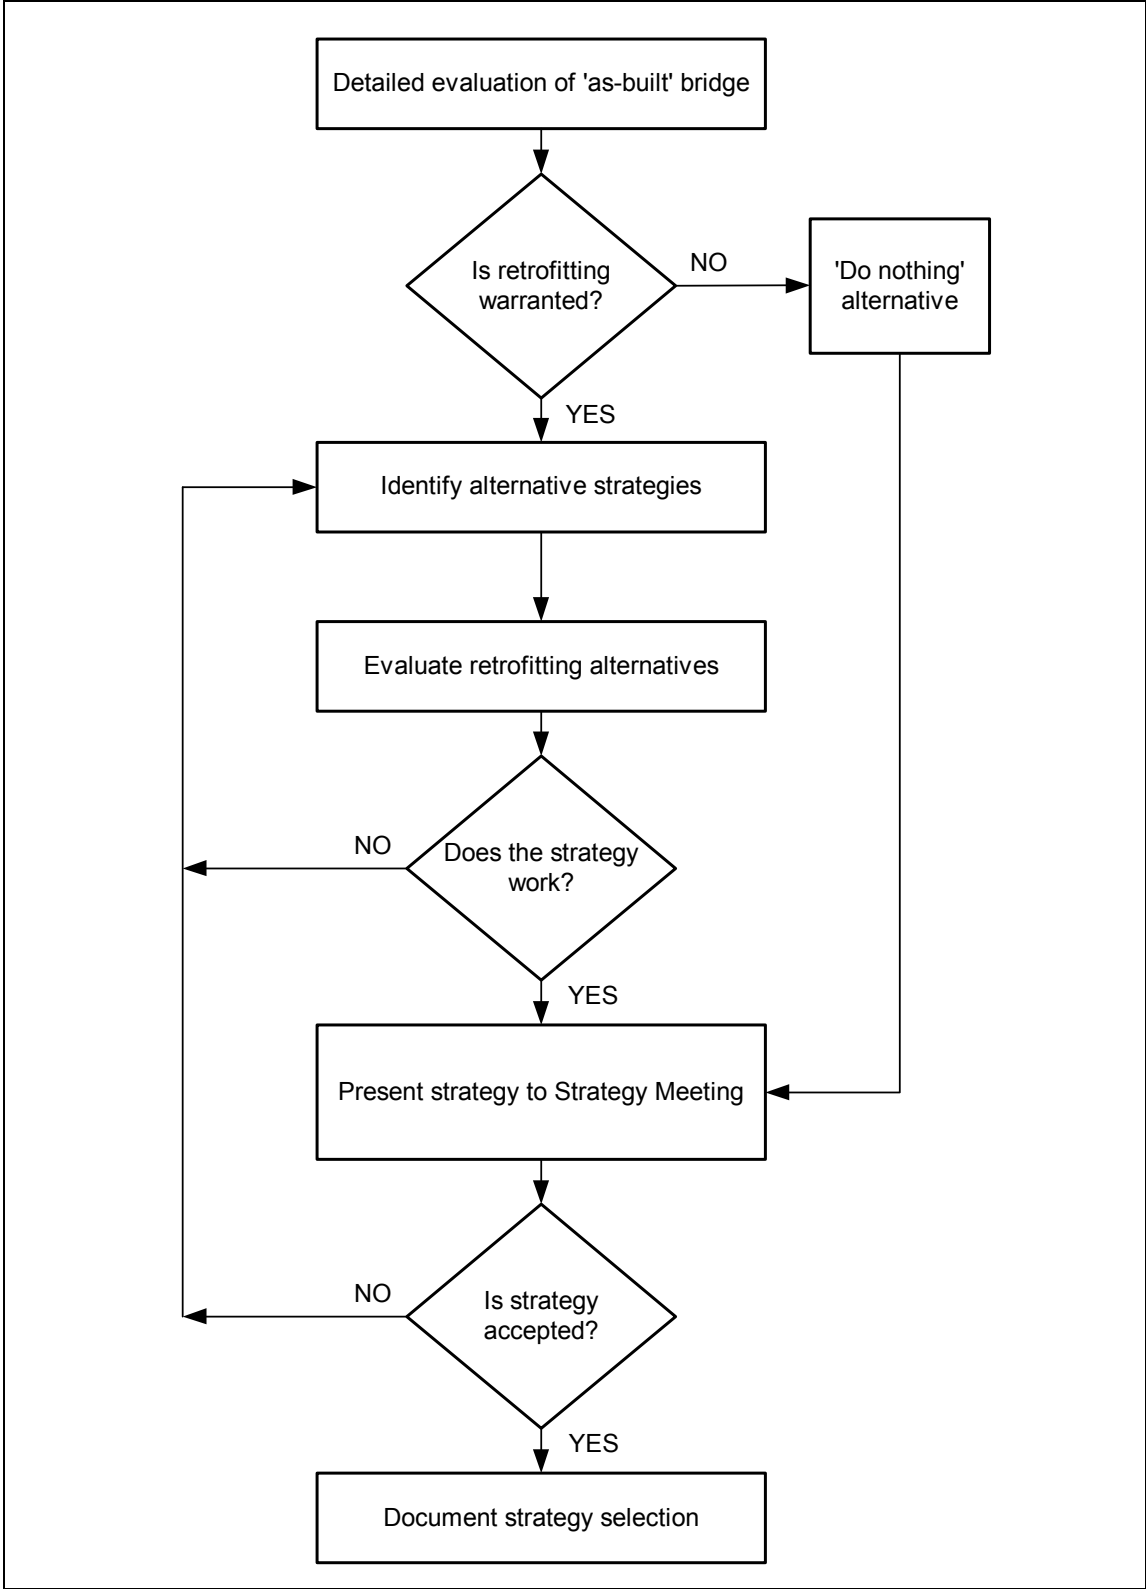 Detailed evaluation of 'as-built' bridge
Is retrofitting
warranted?
NO
'Do nothing'
alternative
YES
Identify alternative strategies
Evaluate retrofitting alternatives
NO
Does the strategy
work?
YES
Present strategy to Strategy Meeting
NO
Is strategy
accepted?
YES
Document strategy selection